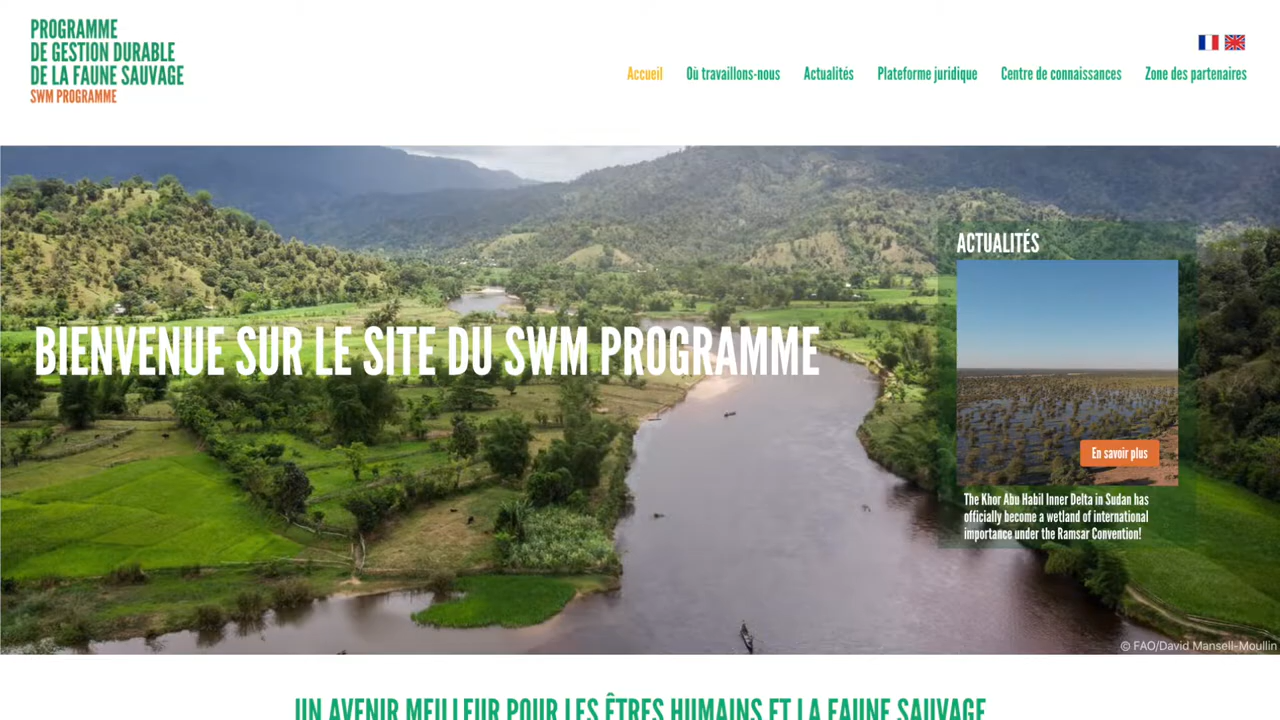 PROGRAMME
DE GESTION DURABLE
DE LA FAUNE SAUVAGE
SWM PROGRAMME
Accueil
Où travaillons-nous
Actualités
Plateforme juridique
Centre de connaissances
Zone des partenaires
BIENVENUE SUR LE SITE DU SWM PROGRAMME
ACTUALITÉS
En savoir plus
The Khor Abu Habil Inner Delta in Sudan has
officially become a wetland of international
importance under the Ramsar Convention!
© FAO/David Mansell-Moullin
UN AVENIR MEILLEUR POUR LES ÊTRES HUMAINS ET LA FAUNE SAUVAGE